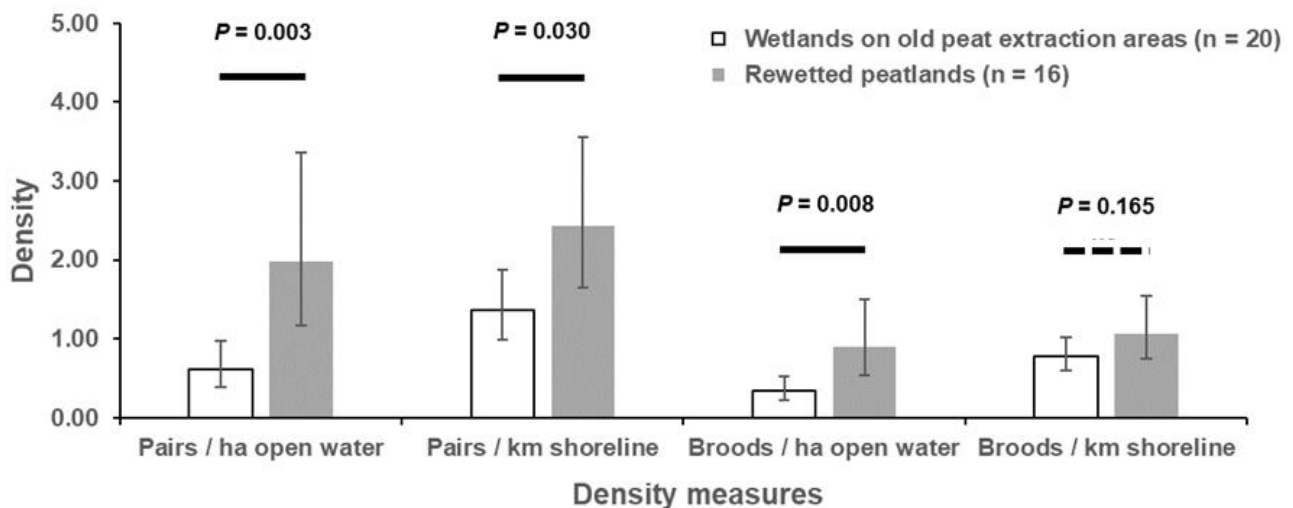 5.00
4.00
3.00
2.00
1.00
0.00
Density
P = 0.003
P = 0.030
P = 0.008
P = 0.165
Wetlands on old peat extraction areas (n = 20)
Rewetted peatlands (n = 16)
Pairs / ha open water
Pairs / km shoreline
Broods / ha open water
Broods / km shoreline
Density measures